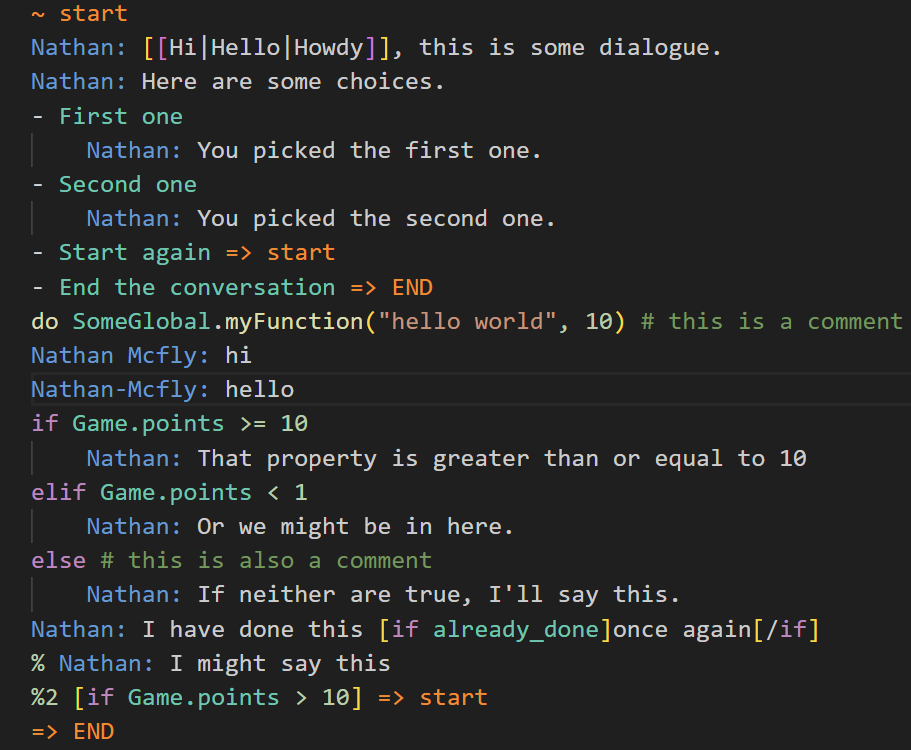 ~ start
Nathan: [[Hi|Hello|Howdy]], this is some dialogue.
Nathan: Here are some choices.
- First one
    Nathan: You picked the first one.
- Second one
    Nathan: You picked the second one.
- Start again => start
- End the conversation => END
do SomeGlobal.myFunction("hello world", 10) # this is a comment
Nathan Mcfly: hi
Nathan-Mcfly: hello
if Game.points >= 10
    Nathan: That property is greater than or equal to 10
elif Game.points < 1
    Nathan: Or we might be in here.
else # this is also a comment
    Nathan: If neither are true, I'll say this.
Nathan: I have done this [if already_done]once again[/if]
% Nathan: I might say this
%2 [if Game.points > 10] => start
=> END